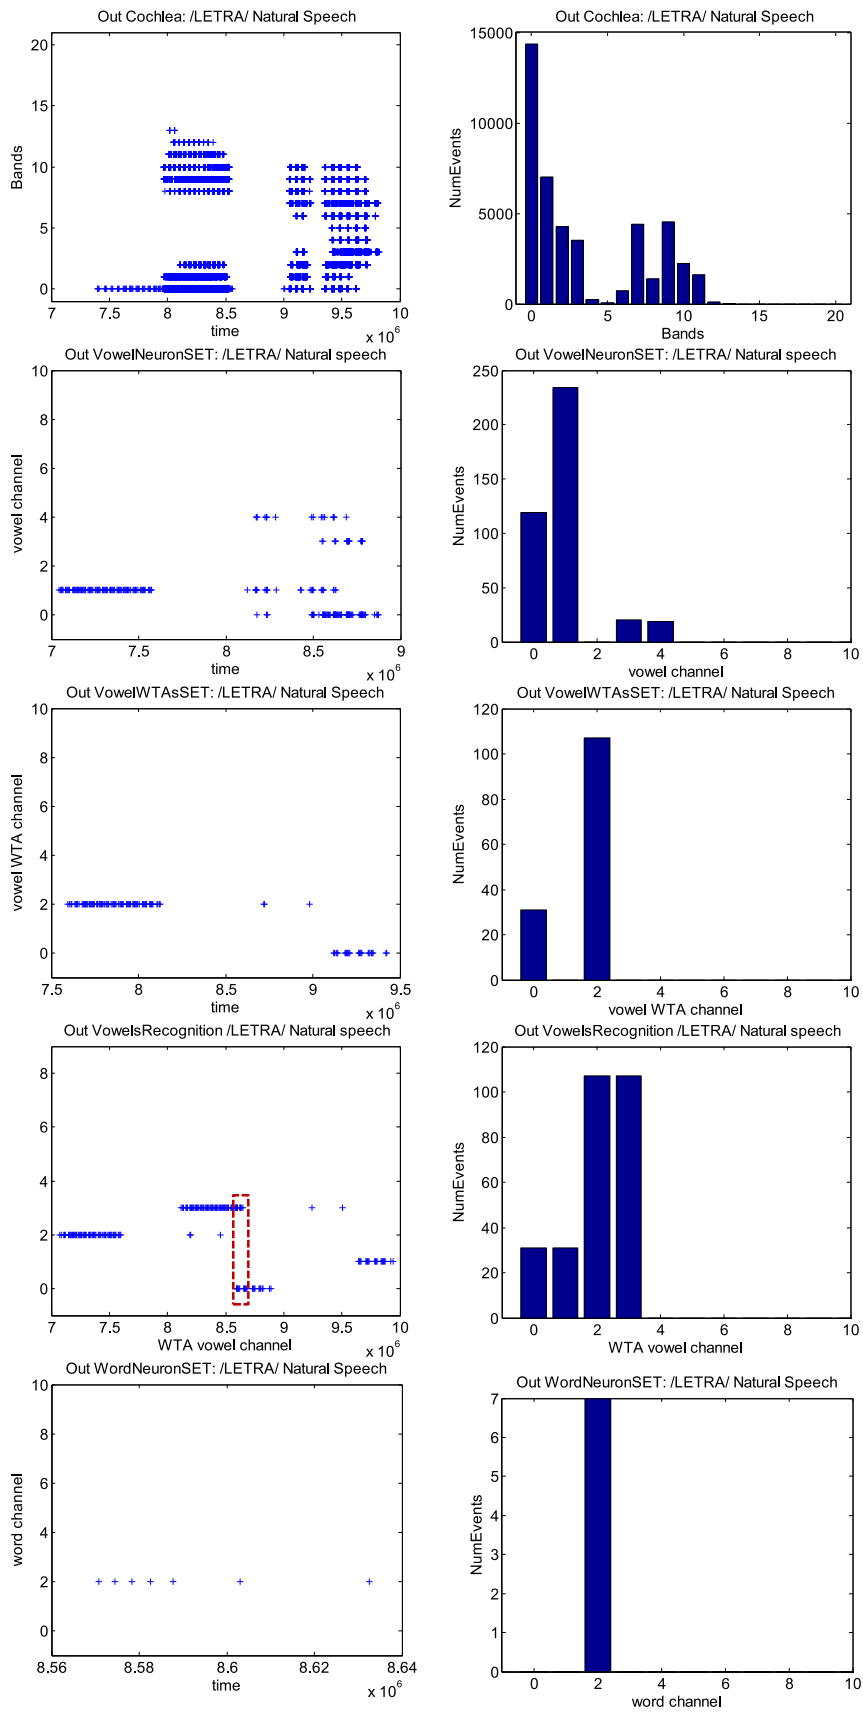 Out Cochlea: /LETRA/ Natural Speech
20
15
10
5
0
Bands
7 7.5 8 8.5 9 9.5 10
x 10^6
time
Out Cochlea: /LETRA/ Natural Speech
15000
10000
5000
0
NumEvents
0 5 10 15 20
Bands
Out VowelNeuronSET: /LETRA/ Natural speech
10
8
6
4
2
0
vowel channel
7 7.5 8 8.5 9
x 10^6
time
Out VowelNeuronSET: /LETRA/ Natural speech
250
200
150
100
50
0
NumEvents
0 2 4 6 8 10
vowel channel
Out VowelWTAsSET: /LETRA/ Natural Speech
10
8
6
4
2
0
vowel WTA channel
7.5 8 8.5 9 9.5
x 10^6
time
Out VowelWTAsSET: /LETRA/ Natural Speech
120
100
80
60
40
20
0
NumEvents
0 2 4 6 8 10
vowel WTA channel
Out VowelsRecognition /LETRA/ Natural speech
8
6
4
2
0
7 7.5 8 8.5 9 9.5 10
x 10^6
WTA vowel channel
Out VowelsRecognition /LETRA/ Natural speech
120
100
80
60
40
20
0
NumEvents
0 2 4 6 8 10
WTA vowel channel
Out WordNeuronSET: /LETRA/ Natural Speech
10
8
6
4
2
0
word channel
8.56 8.58 8.6 8.62 8.64
x 10^6
time
Out WordNeuronSET: /LETRA/ Natural Speech
7
6
5
4
3
2
1
0
NumEvents
0 2 4 6 8 10
word channel